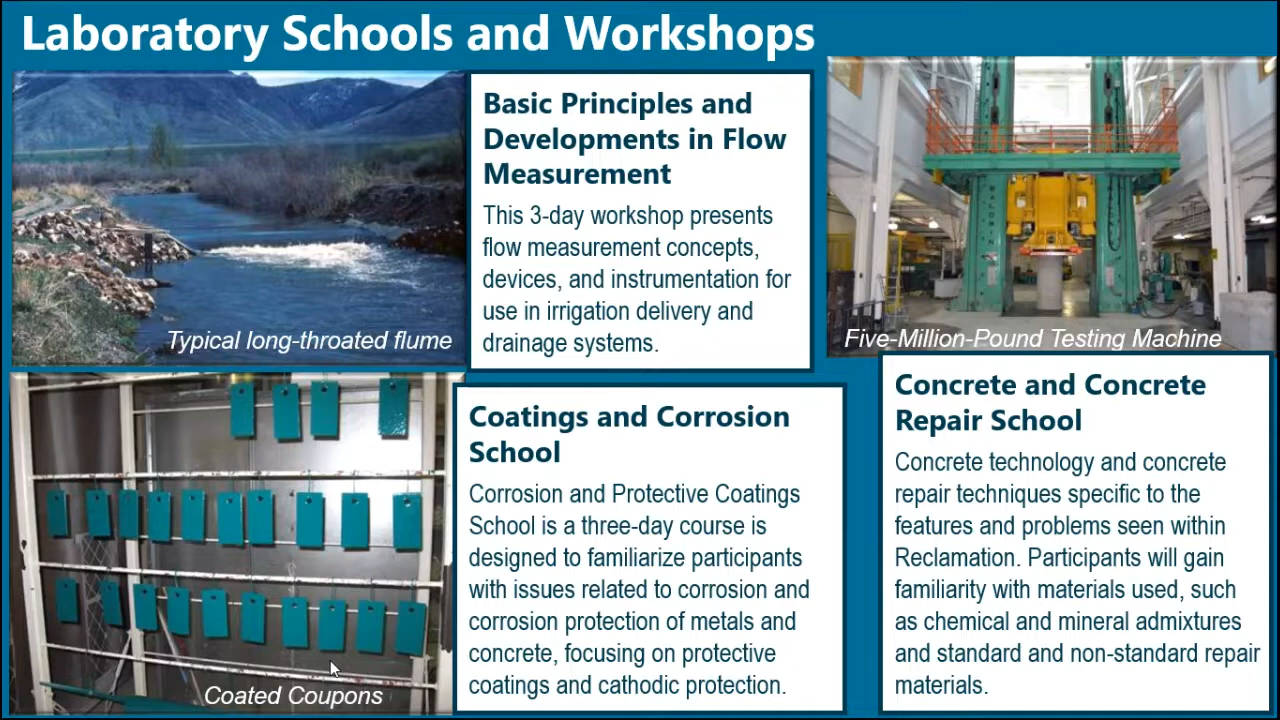 Laboratory Schools and Workshops
Typical long-throated flume
Basic Principles and
Developments in Flow
Measurement
This 3-day workshop presents
flow measurement concepts,
devices, and instrumentation for
use in irrigation delivery and
drainage systems.
BALDWIN
Five-Million-Pound Testing Machine
Coated Coupons
Coatings and Corrosion
School
Corrosion and Protective Coatings
School is a three-day course is
designed to familiarize participants
with issues related to corrosion and
corrosion protection of metals and
concrete, focusing on protective
coatings and cathodic protection.
Concrete and Concrete
Repair School
Concrete technology and concrete
repair techniques specific to the
features and problems seen within
Reclamation. Participants will gain
familiarity with materials used, such
as chemical and mineral admixtures
and standard and non-standard repair
materials.